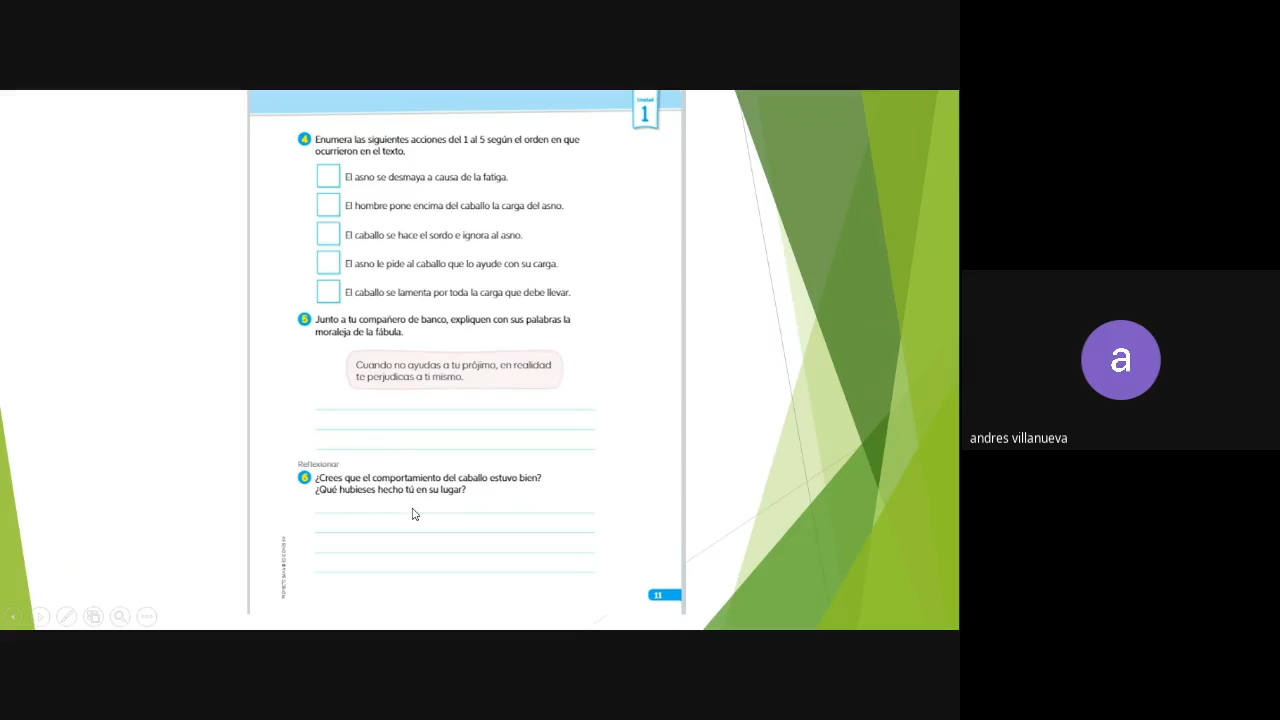 Unidad
1
4 Enumera las siguientes acciones del 1 al 5 según el orden en que
ocurrieron en el texto.
El asno se desmaya a causa de la fatiga.
El hombre pone encima del caballo la carga del asno.
El caballo se hace el sordo e ignora al asno.
El asno le pide al caballo que lo ayude con su carga.
El caballo se lamenta por toda la carga que debe llevar.
5 Junto a tu compañero de banco, expliquen con sus palabras la
moraleja de la fábula.
Cuando no ayudas a tu prójimo, en realidad
te perjudicas a ti mismo.
Reflexionar
6 ¿Crees que el comportamiento del caballo estuvo bien?
¿Qué hubieses hecho tú en su lugar?
11
a
andres villanueva